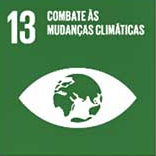 13 COMBATE ÀS
MUDANÇAS CLIMÁTICAS